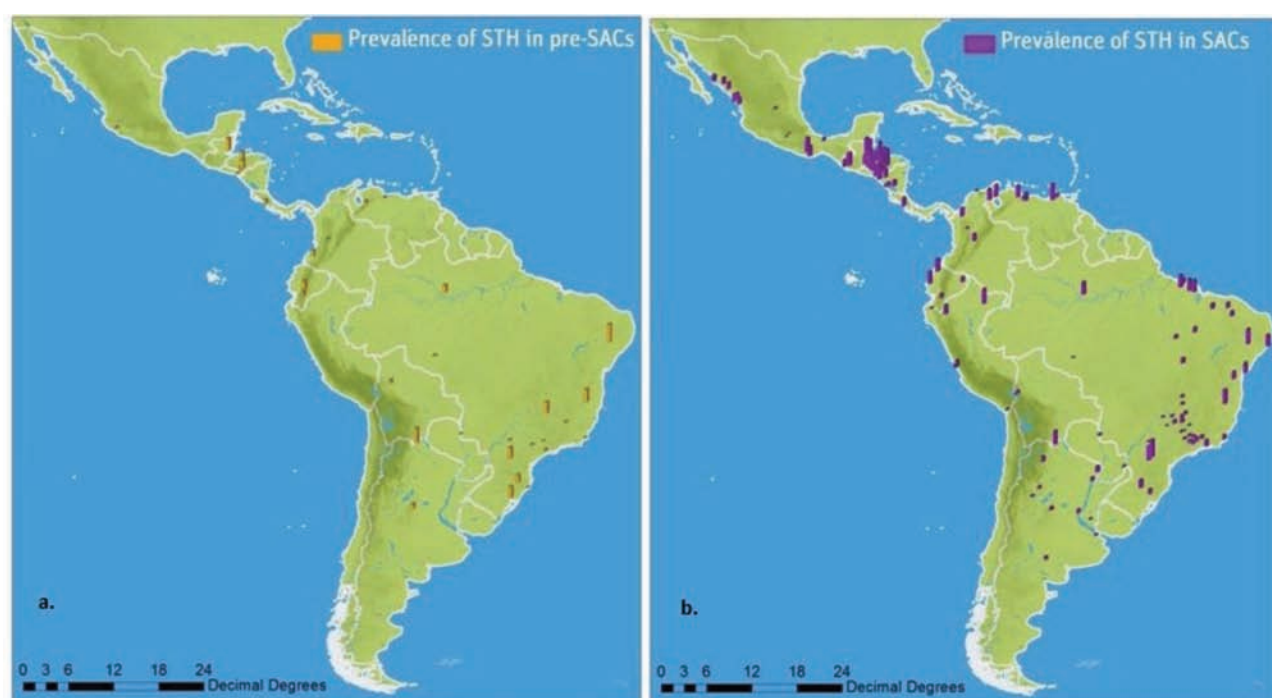 Prevalence of STH in pre-SACs
Prevalence of STH in SACs
a.
b.
0 3 6 12 18 24
Decimal Degrees
0 3 6 12 18 24
Decimal Degrees